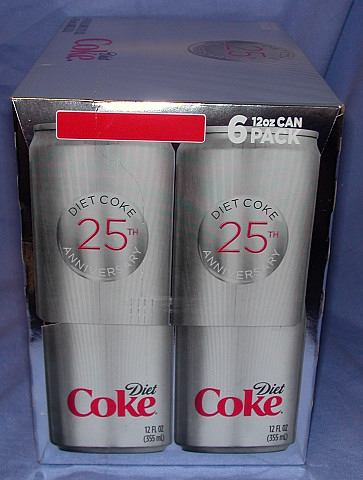 Diet
Coke
25TH
6 12oz CAN
PACK
DIET COKE
25TH
ANNIVERSARY
DIET COKE
25TH
ANNIVERSARY
Diet
Coke
12 FL OZ
(355 mL)
Diet
Coke
12 FL OZ
(355 mL)